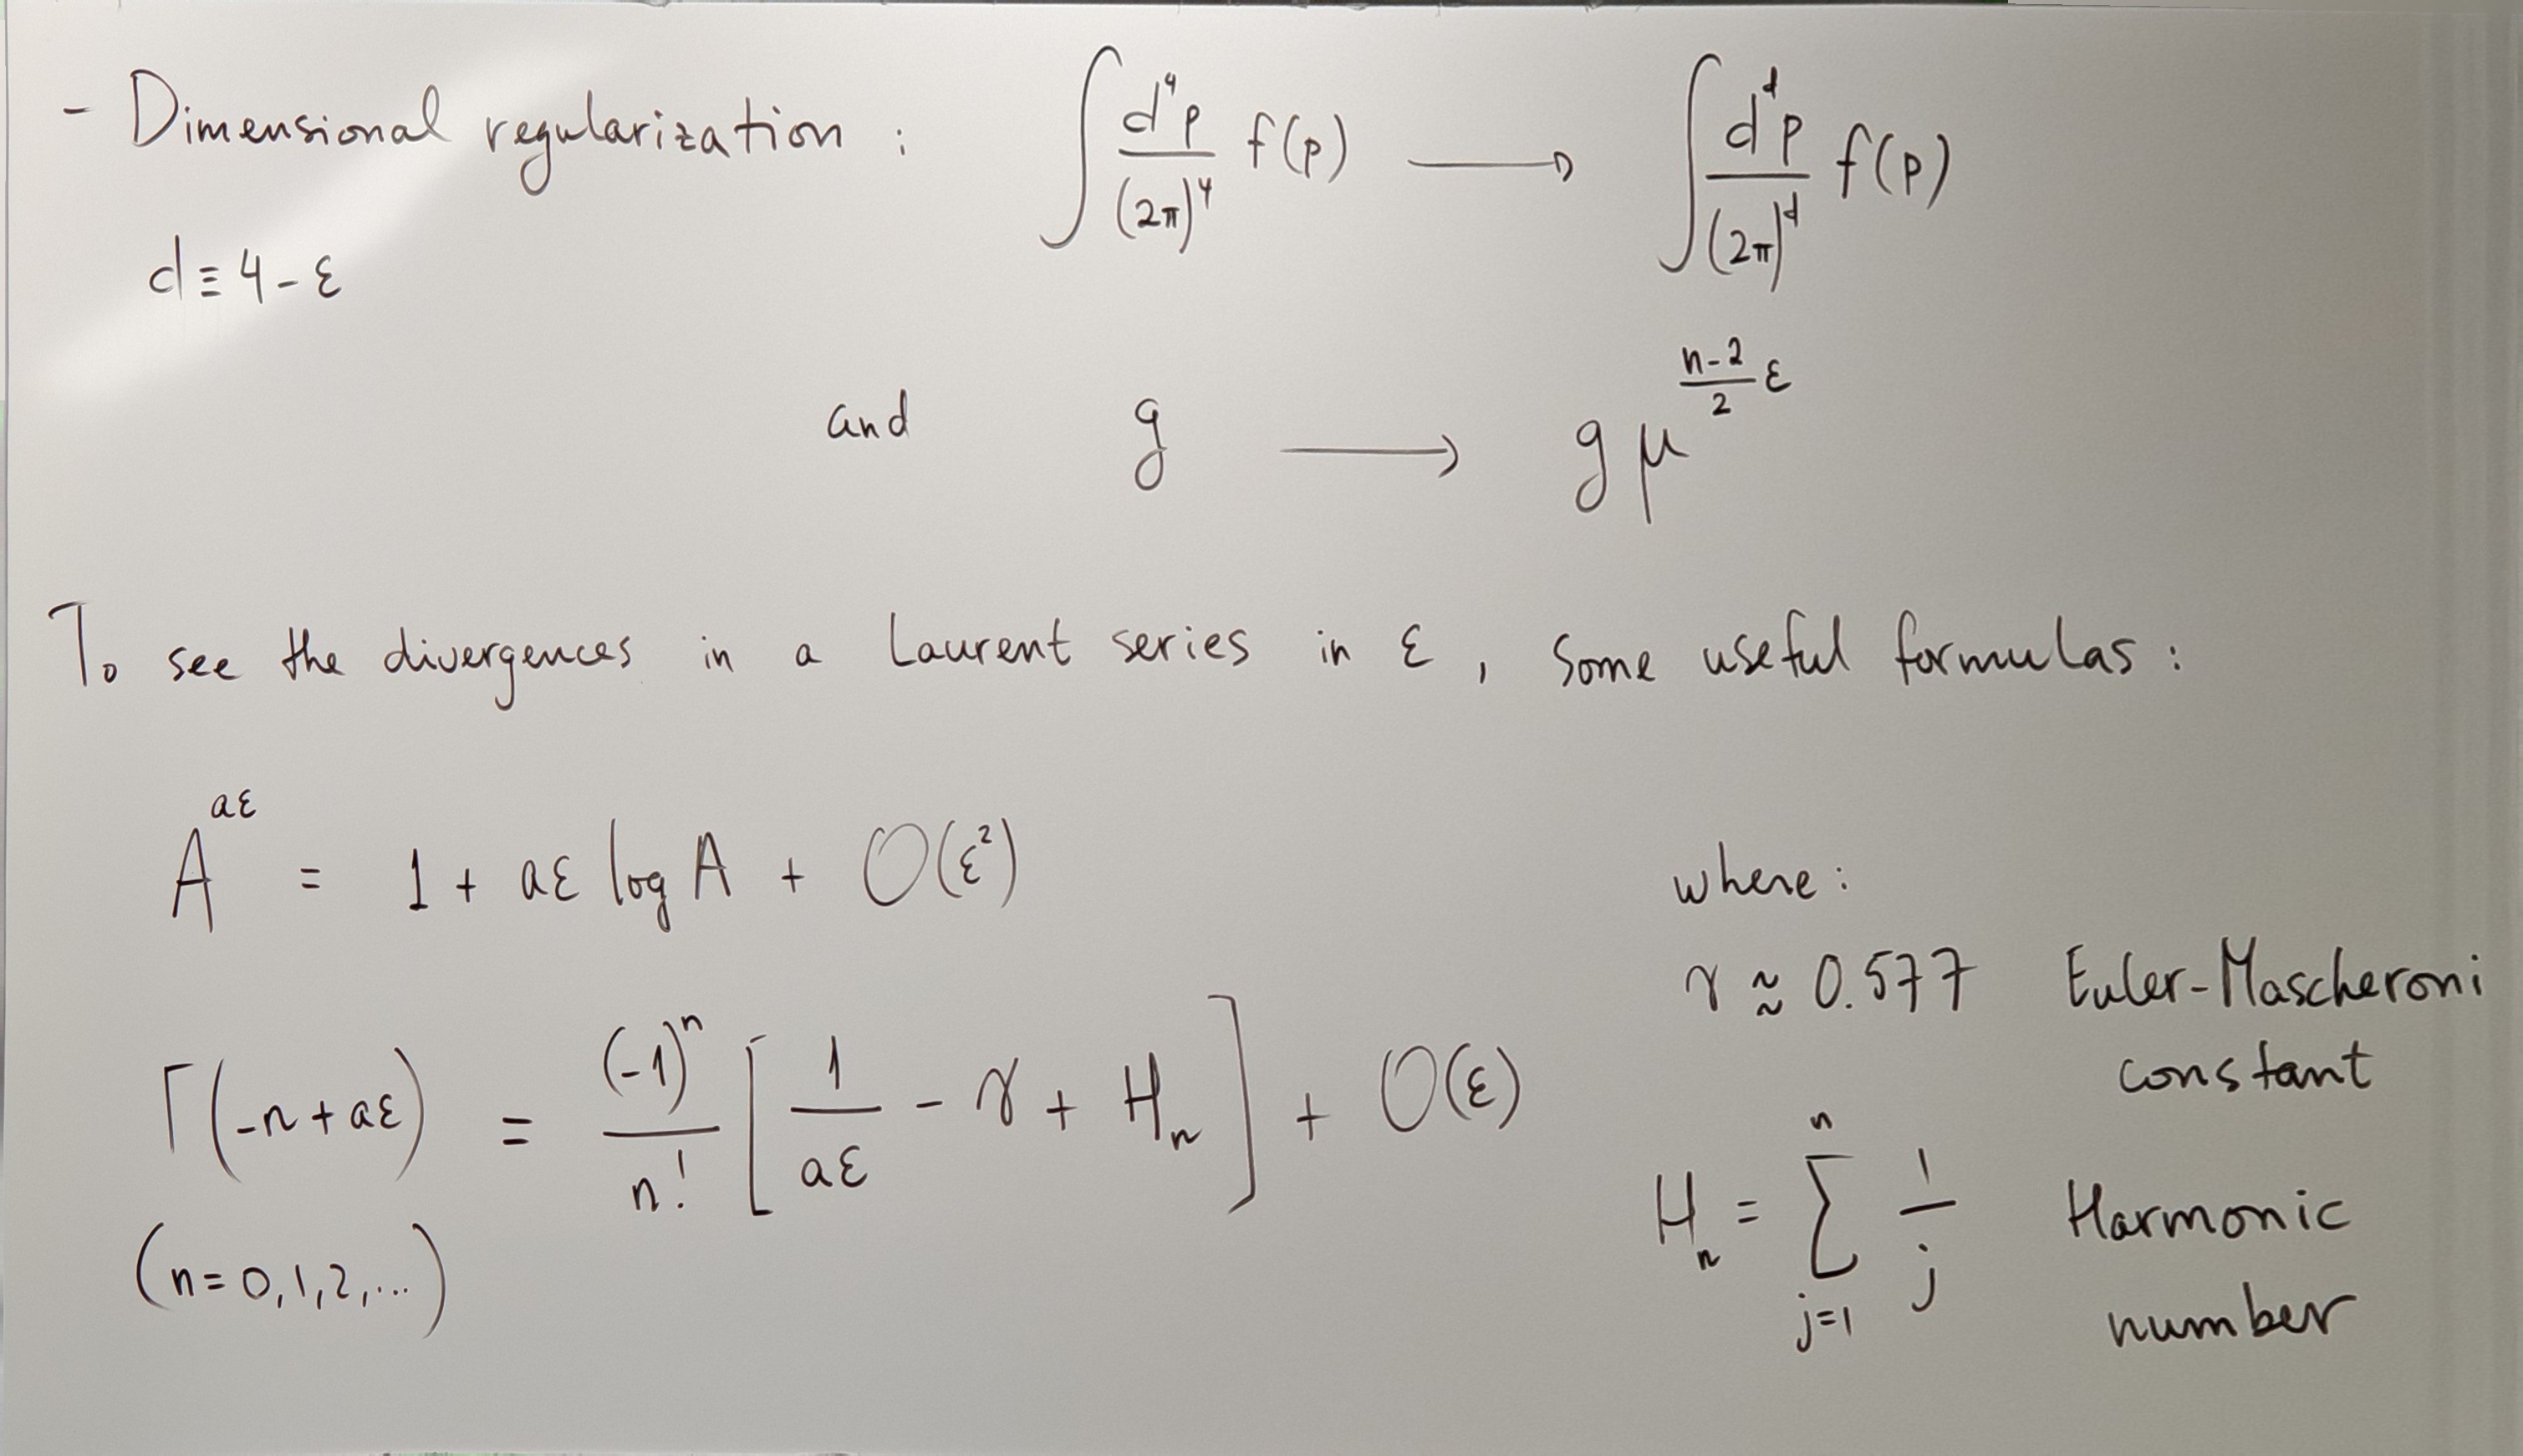 - Dimensional regularization : ∫ d⁴p/(2π)⁴ f(p) ⟶ ∫ dᵈp/(2π)ᵈ f(p)
d ≡ 4 - ε
and g ⟶ g μ^((n-2)/2 ε)
To see the divergences in a Laurent series in ε , some useful formulas :
A^(aε) = 1 + aε log A + O(ε²)
where :
γ ≈ 0.577 Euler-Mascheroni constant
Γ(-n + aε) = (-1)ⁿ/n! [ 1/(aε) - γ + Hₙ ] + O(ε)
(n = 0, 1, 2, ...)
Hₙ = ∑_(j=1)^n 1/j Harmonic number